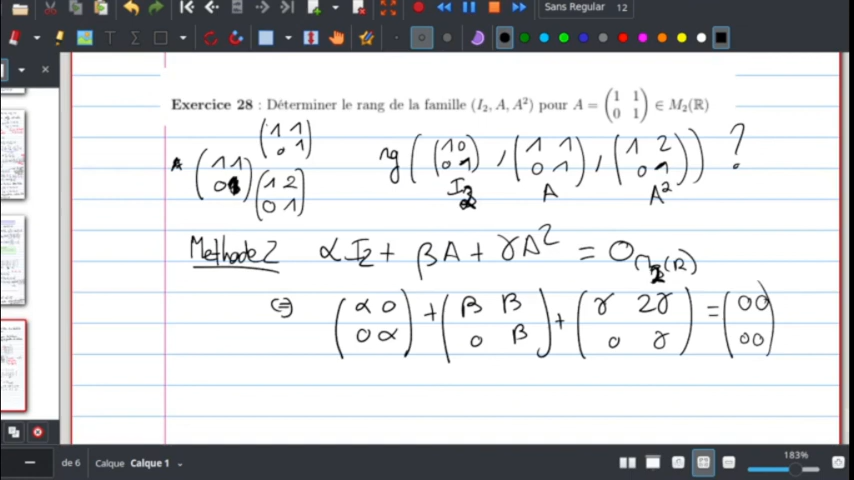 Sans Regular 12
Exercice 28 : Déterminer le rang de la famille (I₂, A, A²) pour A = (1 1 / 0 1) ∈ M₂(ℝ)
(1 1 / 0 1)
A (1 1 / 0 1) (1 2 / 0 1)
rg ( (1 0 / 0 1), (1 1 / 0 1), (1 2 / 0 1) ) ?
I₂ A A²
Methode 2 αI₂ + βA + γA² = 0 M₂(ℝ)
⇔ (α 0 / 0 α) + (β β / 0 β) + (γ 2γ / 0 γ) = (0 0 / 0 0)
de 6 Calque Calque 1 183%